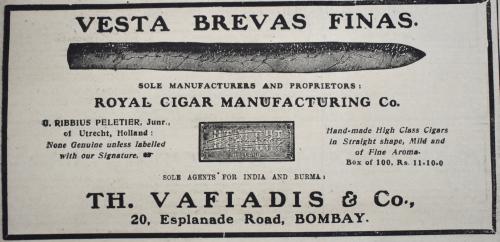 VESTA BREVAS FINAS.
SOLE MANUFACTURERS AND PROPRIETORS:
ROYAL CIGAR MANUFACTURING Co.
G. RIBBIUS PELETIER, Junr.,
of Utrecht, Holland:
None Genuine unless labelled
with our Signature.
Hand-made High Class Cigars
in Straight shape, Mild and
of Fine Aroma.
Box of 100, Rs. 11-10-0
SOLE AGENTS FOR INDIA AND BURMA:
TH. VAFIADIS & Co.,
20, Esplanade Road, BOMBAY.